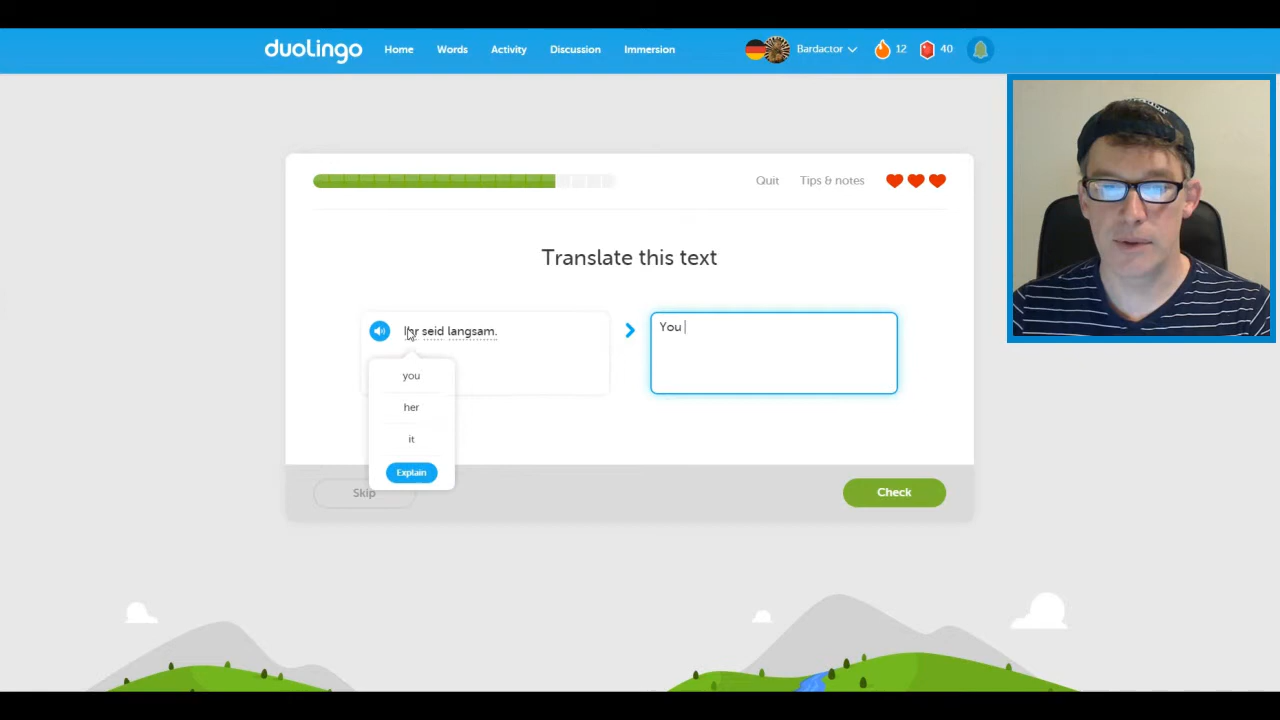 duolingo Home Words Activity Discussion Immersion Bardactor 12 40
Quit Tips & notes
Translate this text
Ihr seid langsam.
You
you
her
it
Explain
Skip
Check